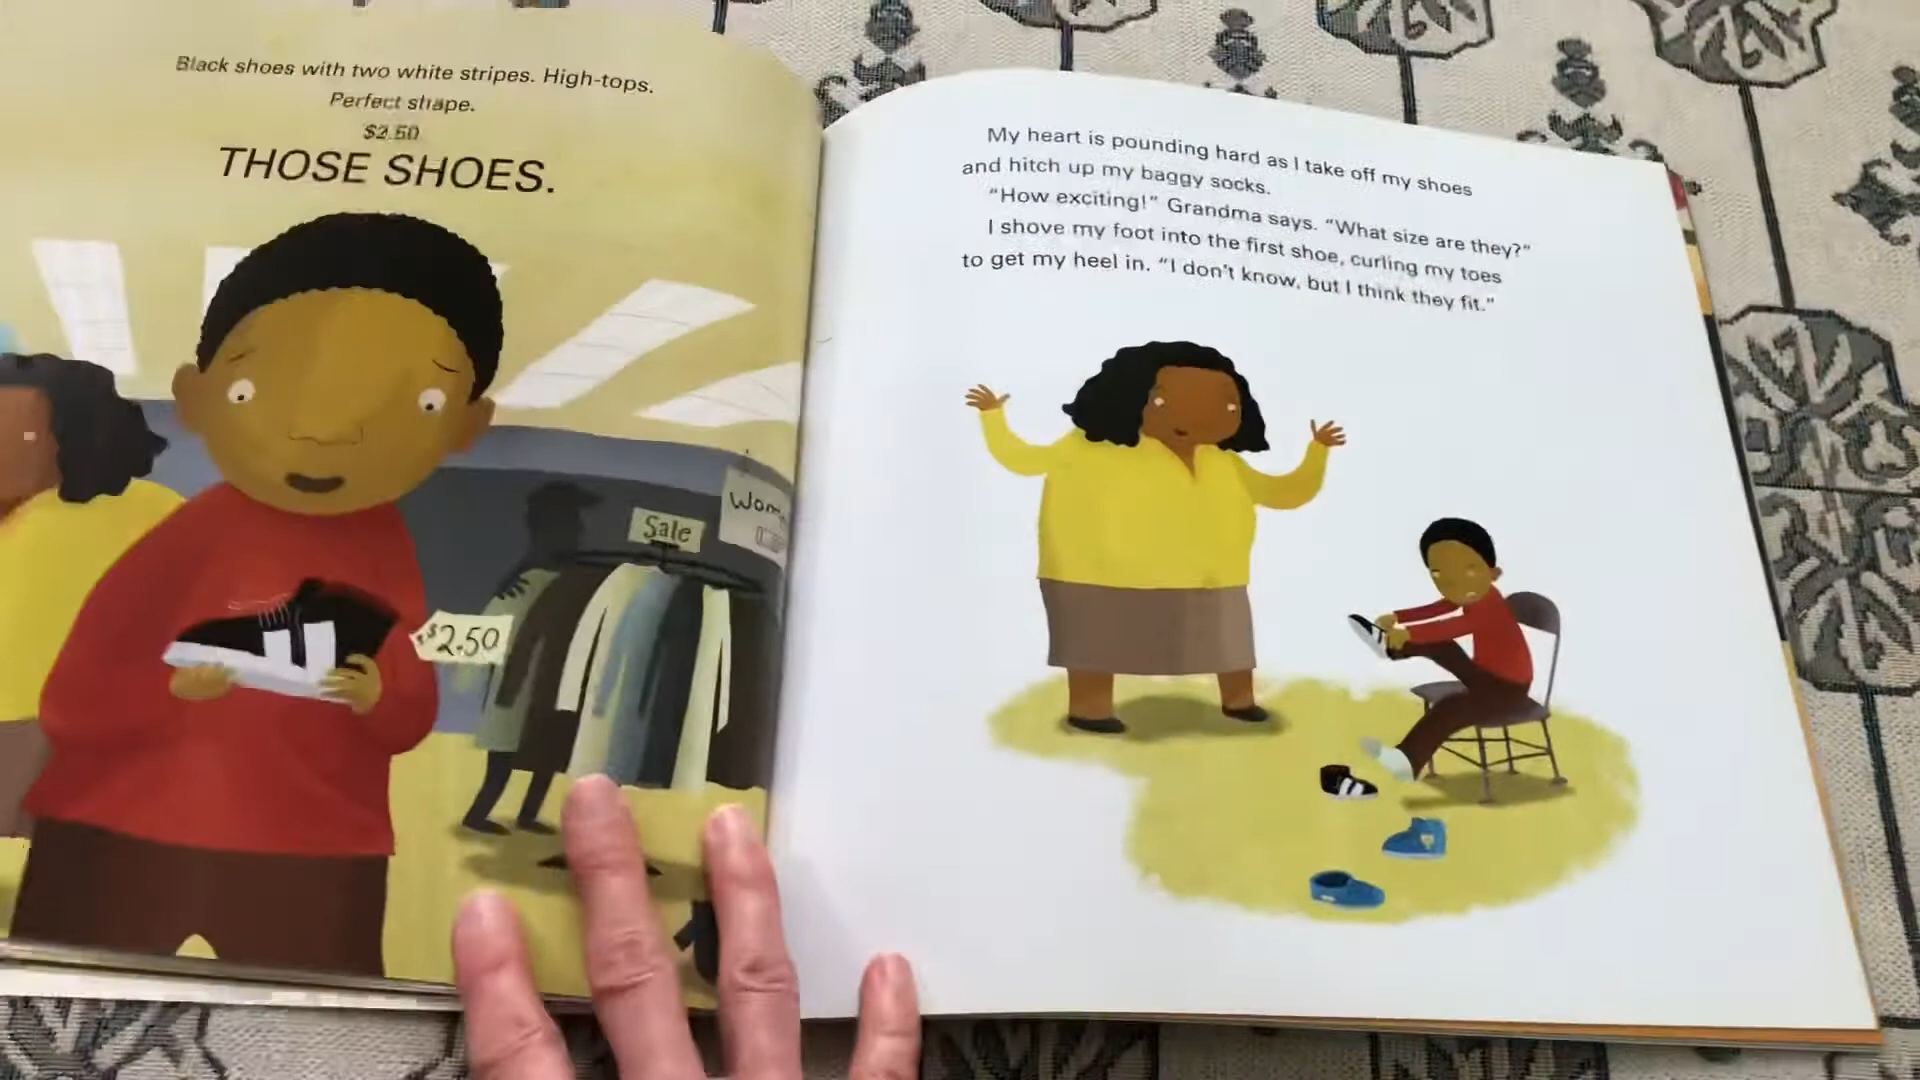 Black shoes with two white stripes. High-tops.
Perfect shape.
$2.50
THOSE SHOES.
Sale
$2.50
My heart is pounding hard as I take off my shoes
and hitch up my baggy socks.
“How exciting!” Grandma says. “What size are they?”
I shove my foot into the first shoe, curling my toes
to get my heel in. “I don’t know, but I think they fit.”